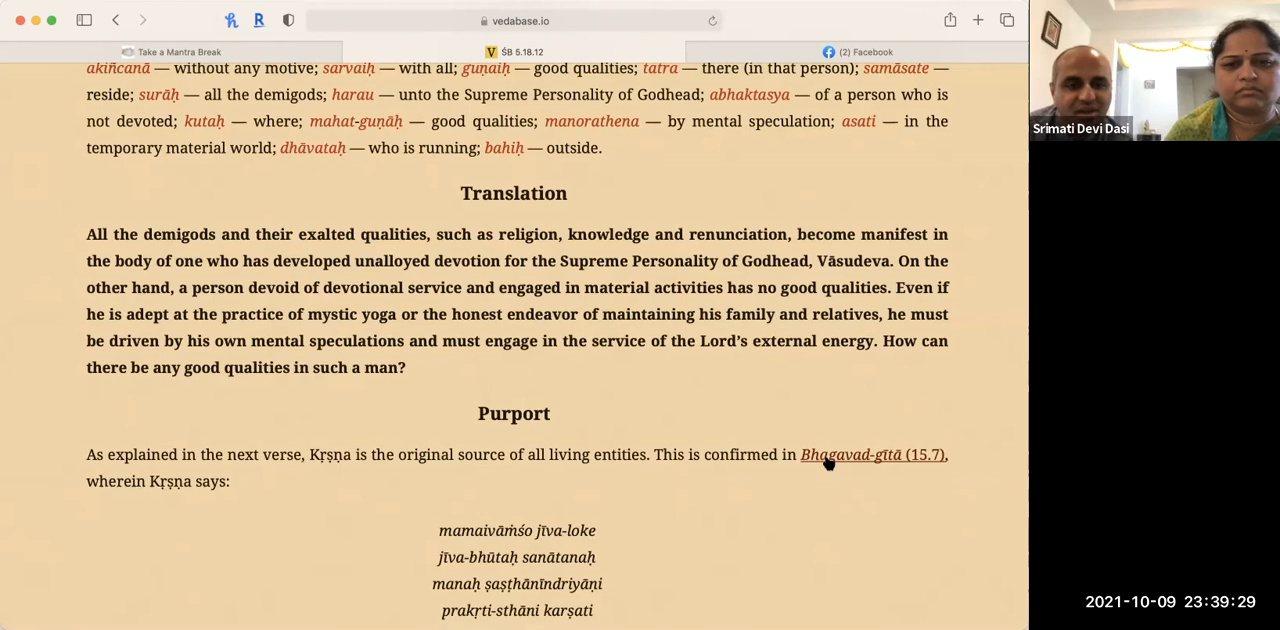 vedabase.io
Take a Mantra Break
V ŚB 5.18.12
(2) Facebook
akiñcanā — without any motive; sarvaiḥ — with all; guṇaiḥ — good qualities; tatra — there (in that person); samāsate —
reside; surāḥ — all the demigods; harau — unto the Supreme Personality of Godhead; abhaktasya — of a person who is
not devoted; kutaḥ — where; mahat-guṇāḥ — good qualities; manorathena — by mental speculation; asati — in the
temporary material world; dhāvataḥ — who is running; bahiḥ — outside.
Translation
All the demigods and their exalted qualities, such as religion, knowledge and renunciation, become manifest in
the body of one who has developed unalloyed devotion for the Supreme Personality of Godhead, Vāsudeva. On the
other hand, a person devoid of devotional service and engaged in material activities has no good qualities. Even if
he is adept at the practice of mystic yoga or the honest endeavor of maintaining his family and relatives, he must
be driven by his own mental speculations and must engage in the service of the Lord’s external energy. How can
there be any good qualities in such a man?
Purport
As explained in the next verse, Kṛṣṇa is the original source of all living entities. This is confirmed in Bhagavad-gītā (15.7),
wherein Kṛṣṇa says:
mamaivāṁśo jīva-loke
jīva-bhūtaḥ sanātanaḥ
manaḥ ṣaṣṭhānīndriyāṇi
prakṛti-sthāni karṣati
Srimati Devi Dasi
2021-10-09 23:39:29